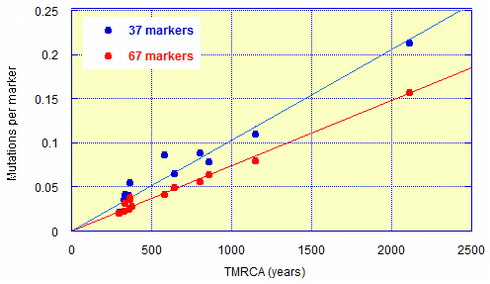 0.25
37 markers
67 markers
0.2
0.15
0.1
0.05
0
Mutations per marker
0 500 1000 1500 2000 2500
TMRCA (years)